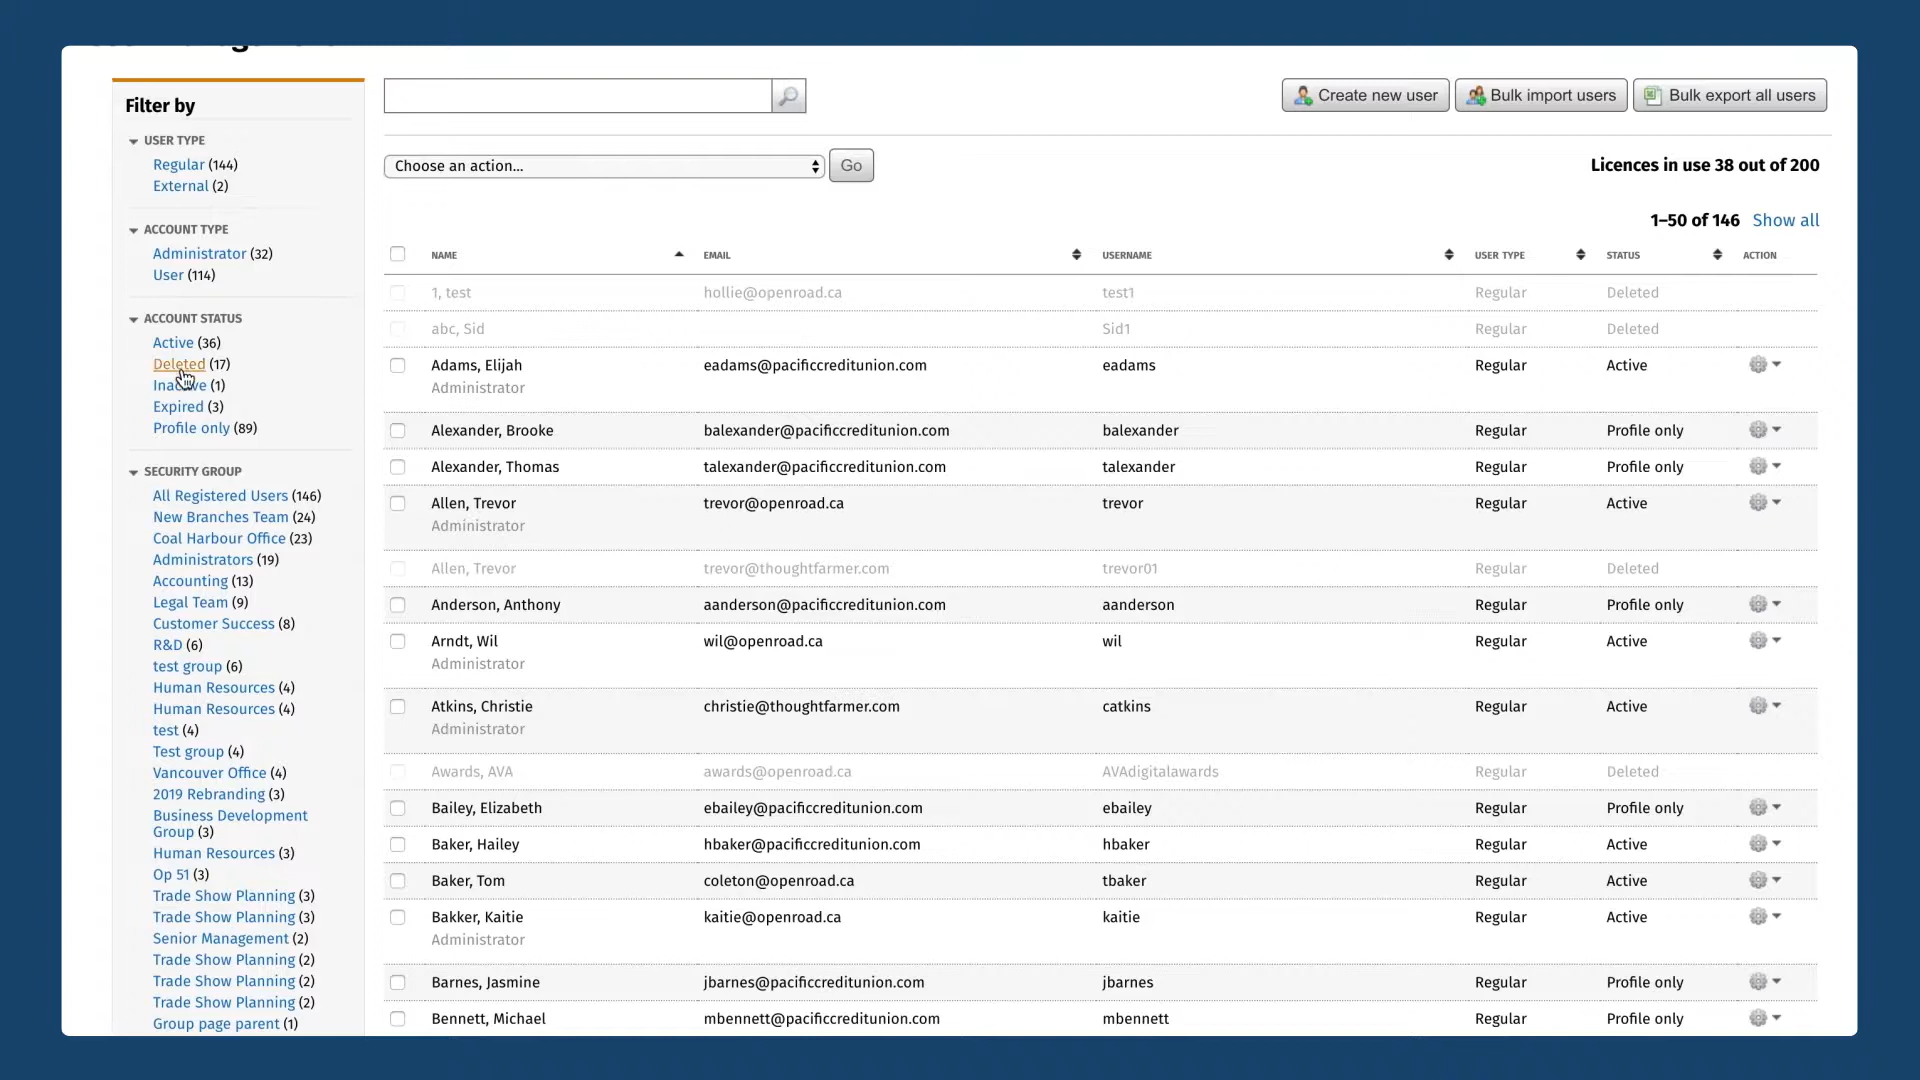 Filter by
USER TYPE
Regular (144)
External (2)
ACCOUNT TYPE
Administrator (32)
User (114)
ACCOUNT STATUS
Active (36)
Deleted (17)
Inactive (1)
Expired (3)
Profile only (89)
SECURITY GROUP
All Registered Users (146)
New Branches Team (24)
Coal Harbour Office (23)
Administrators (19)
Accounting (13)
Legal Team (9)
Customer Success (8)
R&D (6)
test group (6)
Human Resources (4)
Human Resources (4)
test (4)
Test group (4)
Vancouver Office (4)
2019 Rebranding (3)
Business Development
Group (3)
Human Resources (3)
Op 51 (3)
Trade Show Planning (3)
Trade Show Planning (3)
Senior Management (2)
Trade Show Planning (2)
Trade Show Planning (2)
Trade Show Planning (2)
Group page parent (1)
Create new user Bulk import users Bulk export all users
Choose an action... Go Licences in use 38 out of 200
1–50 of 146 Show all
NAME EMAIL USERNAME USER TYPE STATUS ACTION
1, test hollie@openroad.ca test1 Regular Deleted
abc, Sid Sid1 Regular Deleted
Adams, Elijah eadams@pacificcreditunion.com eadams Regular Active
Administrator
Alexander, Brooke balexander@pacificcreditunion.com balexander Regular Profile only
Alexander, Thomas talexander@pacificcreditunion.com talexander Regular Profile only
Allen, Trevor trevor@openroad.ca trevor Regular Active
Administrator
Allen, Trevor trevor@thoughtfarmer.com trevor01 Regular Deleted
Anderson, Anthony aanderson@pacificcreditunion.com aanderson Regular Profile only
Arndt, Wil wil@openroad.ca wil Regular Active
Administrator
Atkins, Christie christie@thoughtfarmer.com catkins Regular Active
Administrator
Awards, AVA awards@openroad.ca AVAdigitalawards Regular Deleted
Bailey, Elizabeth ebailey@pacificcreditunion.com ebailey Regular Profile only
Baker, Hailey hbaker@pacificcreditunion.com hbaker Regular Active
Baker, Tom coleton@openroad.ca tbaker Regular Active
Bakker, Kaitie kaitie@openroad.ca kaitie Regular Active
Administrator
Barnes, Jasmine jbarnes@pacificcreditunion.com jbarnes Regular Profile only
Bennett, Michael mbennett@pacificcreditunion.com mbennett Regular Profile only